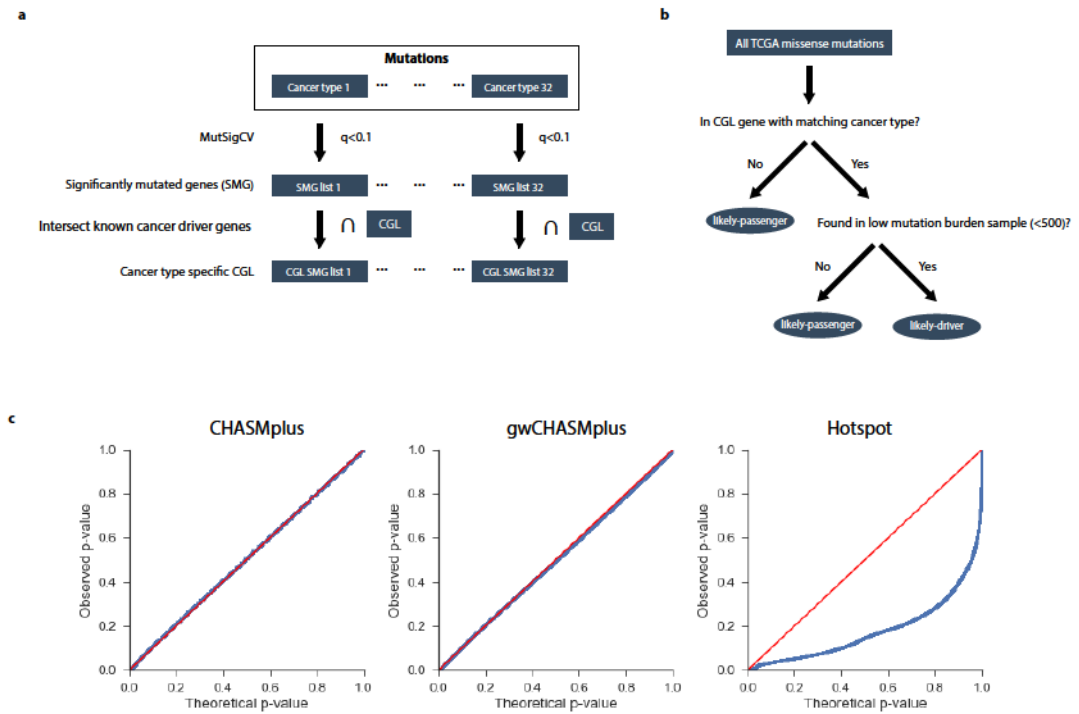 a
Mutations
Cancer type 1 ... ... ... Cancer type 32
MutSigCV q<0.1 q<0.1
Significantly mutated genes (SMG) SMG list 1 ... ... ... SMG list 32
Intersect known cancer driver genes ∩ CGL ∩ CGL
Cancer type specific CGL CGL SMG list 1 ... ... ... CGL SMG list 32
b
All TCGA missense mutations
In CGL gene with matching cancer type?
No Yes
likely-passenger Found in low mutation burden sample (<500)?
No Yes
likely-passenger likely-driver
c
CHASMplus
1.0
0.8
0.6
0.4
0.2
0.0
Observed p-value
0.0 0.2 0.4 0.6 0.8 1.0
Theoretical p-value
gwCHASMplus
1.0
0.8
0.6
0.4
0.2
0.0
Observed p-value
0.0 0.2 0.4 0.6 0.8 1.0
Theoretical p-value
Hotspot
1.0
0.8
0.6
0.4
0.2
0.0
Observed p-value
0.0 0.2 0.4 0.6 0.8 1.0
Theoretical p-value